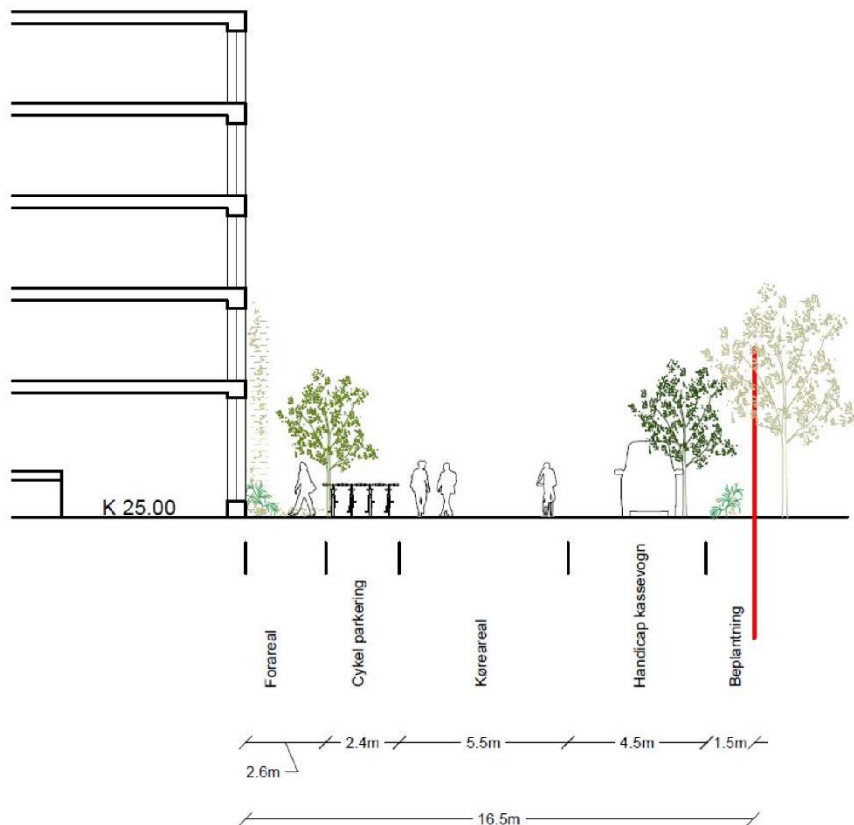 K 25.00
Forareal
Cykel parkering
Køreareal
Handicap kassevogn
Beplantning
2.4m
5.5m
4.5m
1.5m
2.6m
16.5m